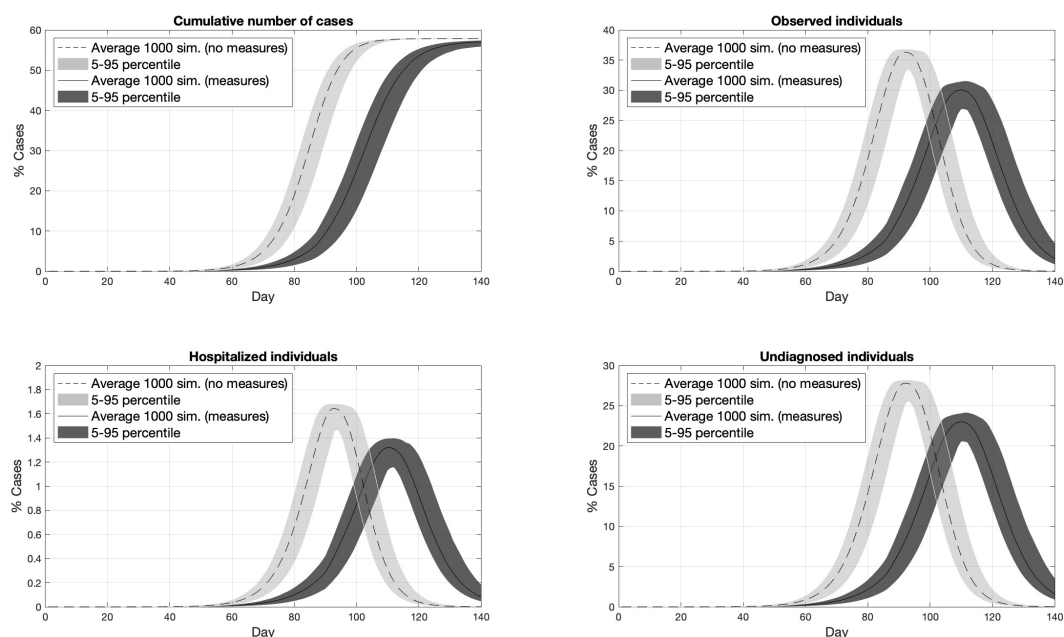 Cumulative number of cases
60
50
40
30
20
10
0
% Cases
Average 1000 sim. (no measures)
5-95 percentile
Average 1000 sim. (measures)
5-95 percentile
0 20 40 60 80 100 120 140
Day
Observed individuals
40
35
30
25
20
15
10
5
0
% Cases
Average 1000 sim. (no measures)
5-95 percentile
Average 1000 sim. (measures)
5-95 percentile
0 20 40 60 80 100 120 140
Day
Hospitalized individuals
2
1.8
1.6
1.4
1.2
1
0.8
0.6
0.4
0.2
0
% Cases
Average 1000 sim. (no measures)
5-95 percentile
Average 1000 sim. (measures)
5-95 percentile
0 20 40 60 80 100 120 140
Day
Undiagnosed individuals
30
25
20
15
10
5
0
% Cases
Average 1000 sim. (no measures)
5-95 percentile
Average 1000 sim. (measures)
5-95 percentile
0 20 40 60 80 100 120 140
Day